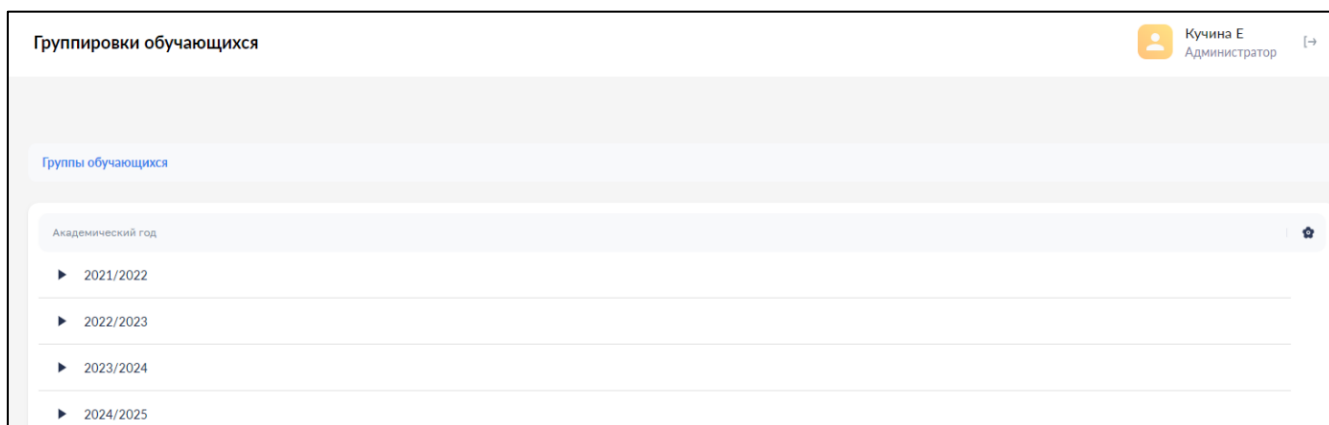 Группировки обучающихся
Кучина Е
Администратор
Группы обучающихся
Академический год
2021/2022
2022/2023
2023/2024
2024/2025